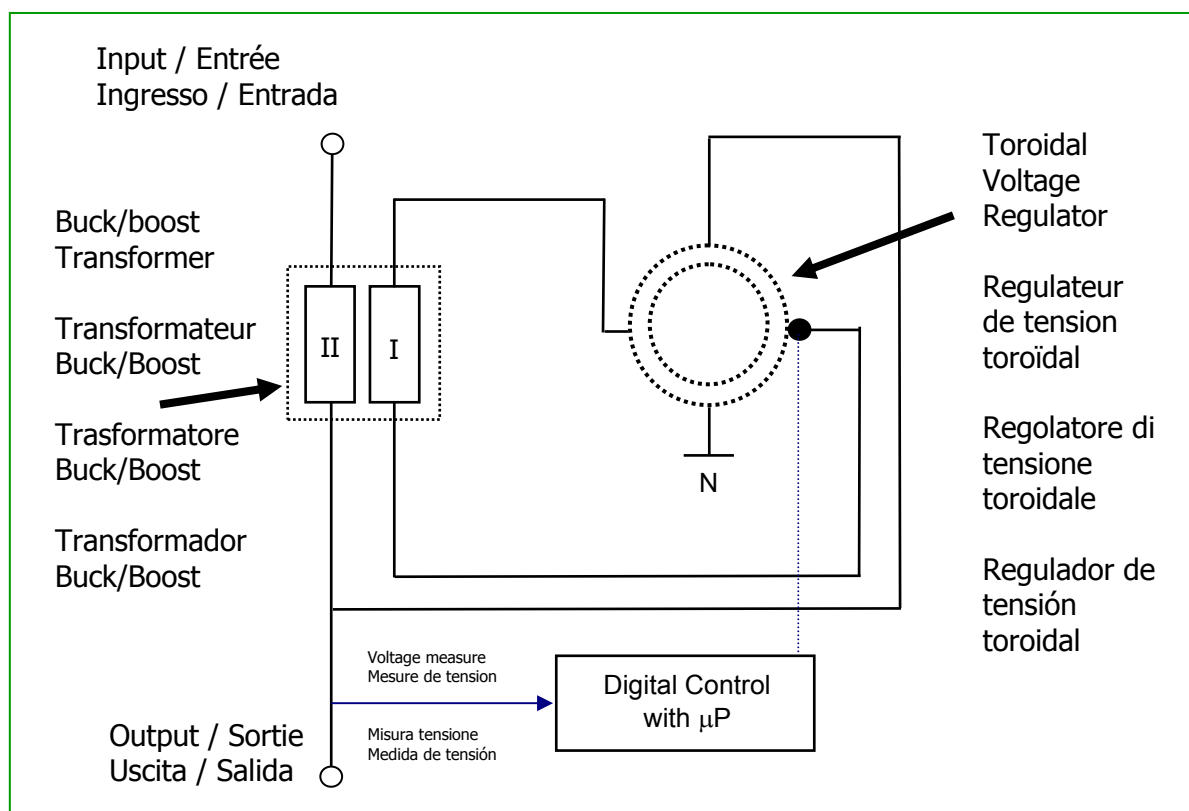 Input / Entrée
Ingresso / Entrada
Buck/boost
Transformer
Transformateur
Buck/Boost
Trasformatore
Buck/Boost
Transformador
Buck/Boost
II
I
N
Toroidal
Voltage
Regulator
Regulateur
de tension
toroïdal
Regolatore di
tensione
toroidale
Regulador de
tensión
toroidal
Voltage measure
Mesure de tension
Misura tensione
Medida de tensión
Digital Control
with μP
Output / Sortie
Uscita / Salida